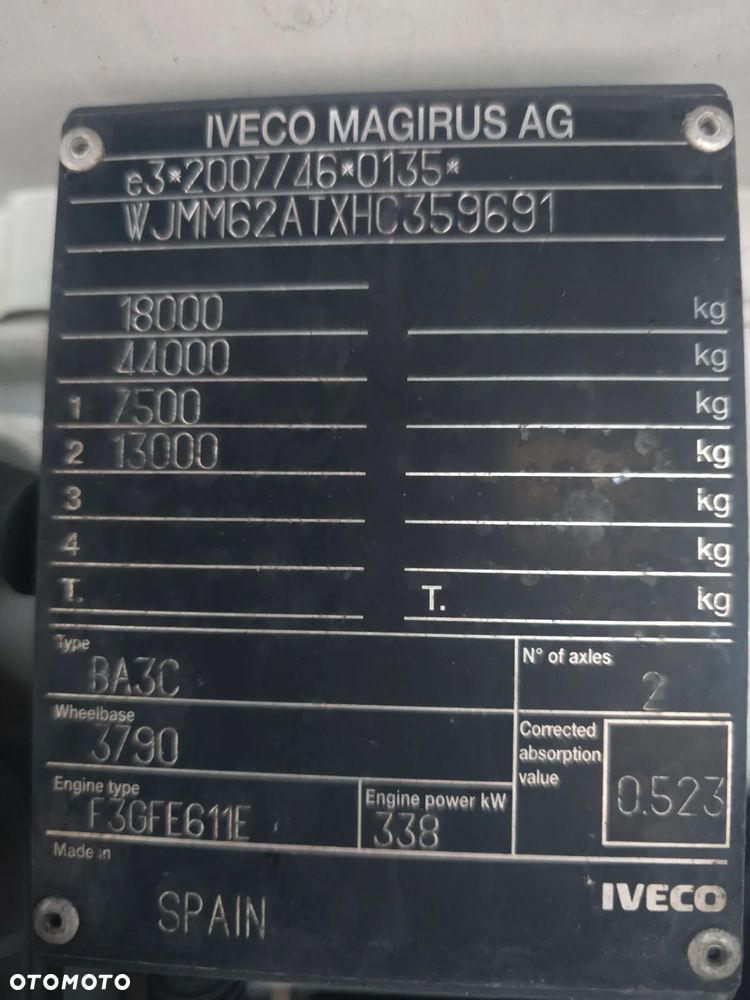 IVECO MAGIRUS AG
e3*2007/46*0135*
WJMM62ATXHC359691
18000 kg
44000 kg
1 7500 kg
2 13000 kg
3 kg
4 kg
T. T. kg
Type
BA3C
N° of axles
2
Wheelbase
3790
Corrected
absorption
value
0.523
Engine type
F3GFE611E
Engine power kW
338
Made in
SPAIN
IVECO
OTOMOTO